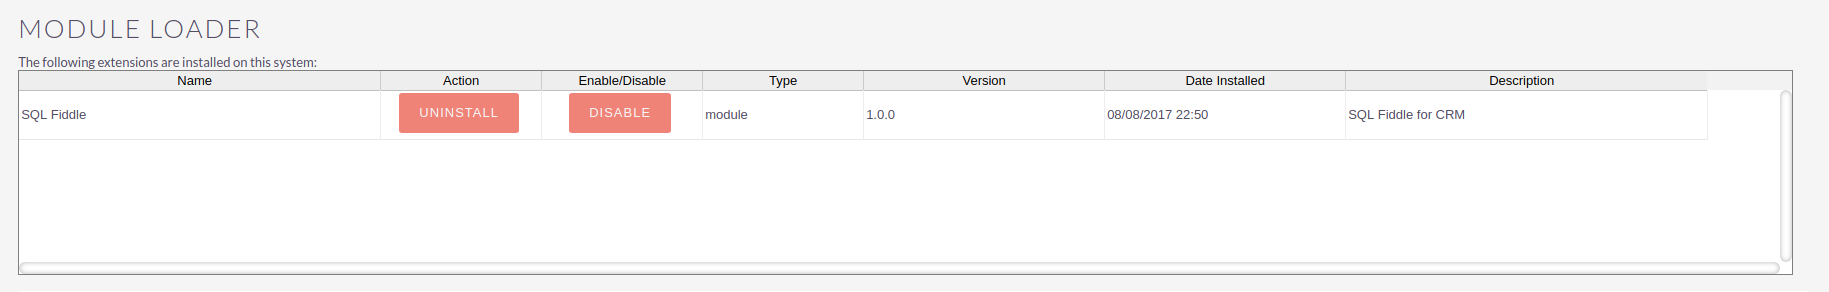 MODULE LOADER
The following extensions are installed on this system:
Name Action Enable/Disable Type Version Date Installed Description
SQL Fiddle UNINSTALL DISABLE module 1.0.0 08/08/2017 22:50 SQL Fiddle for CRM